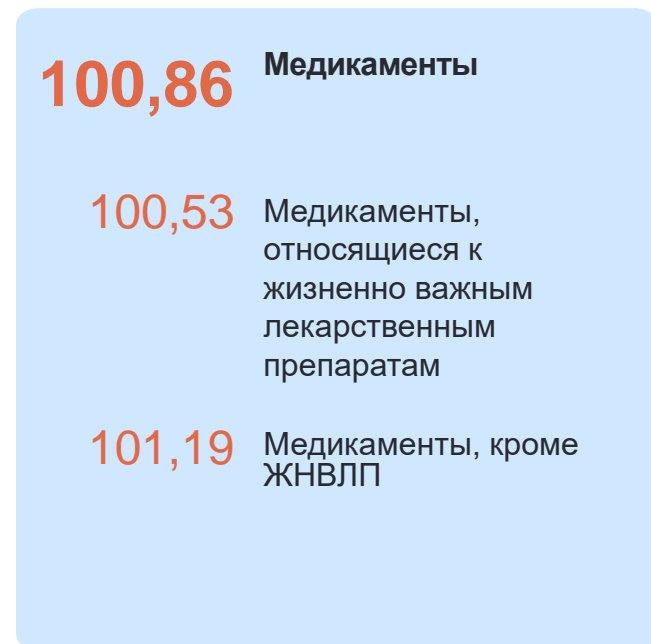 100,86 Медикаменты
100,53 Медикаменты,
относящиеся к
жизненно важным
лекарственным
препаратам
101,19 Медикаменты, кроме
ЖНВЛП